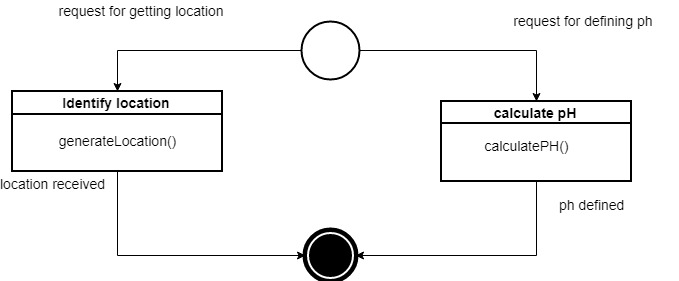 request for getting location
request for defining ph
Identify location
calculate pH
generateLocation()
calculatePH()
location received
ph defined